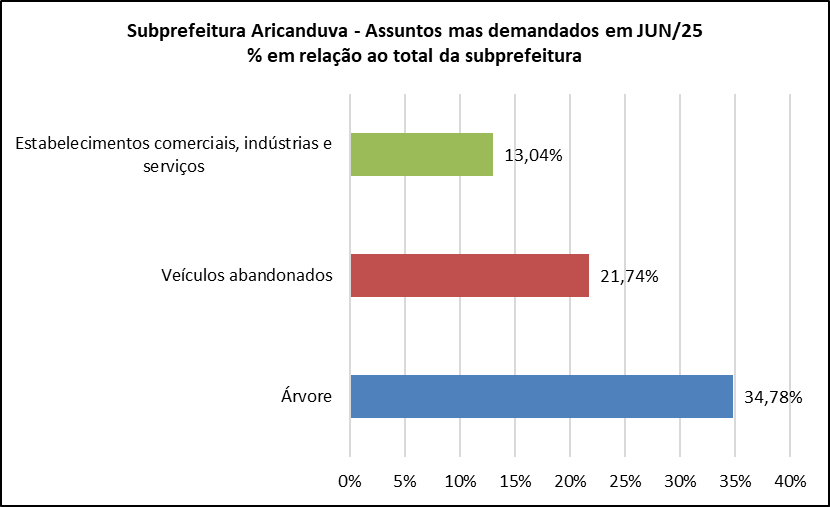 Subprefeitura Aricanduva - Assuntos mas demandados em JUN/25
% em relação ao total da subprefeitura
Estabelecimentos comerciais, indústrias e
serviços
13,04%
Veículos abandonados
21,74%
Árvore
34,78%
0% 5% 10% 15% 20% 25% 30% 35% 40%